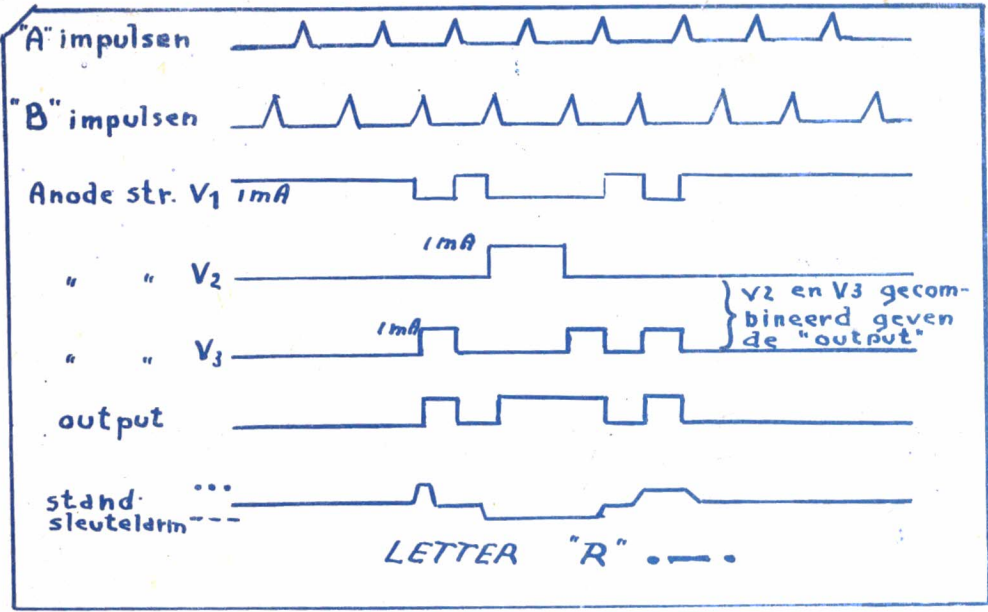 "A" impulsen
"B" impulsen
Anode str. V1 1mA
1mA
" " V2
V2 en V3 gecom-
bineerd geven
de "output"
1mA
" " V3
output
stand.
sleutelarm
LETTER "R"